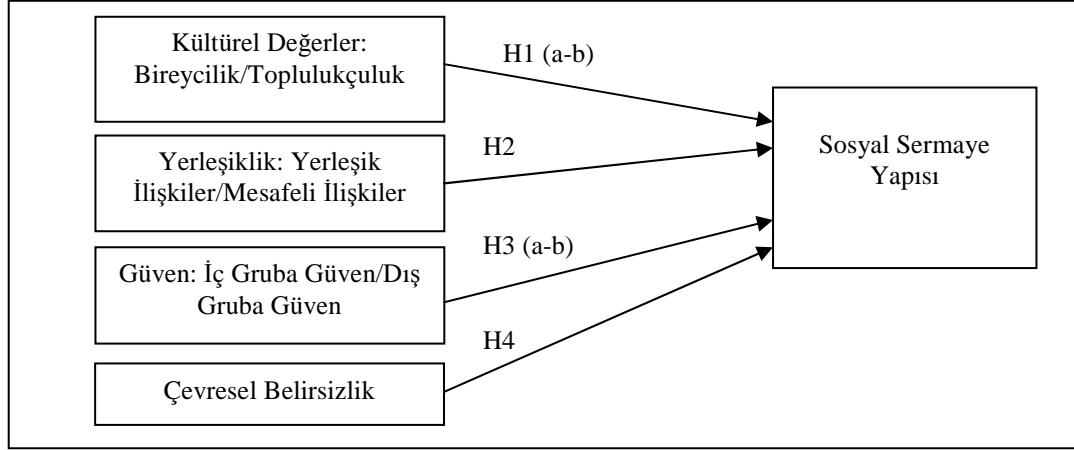 Kültürel Değerler:
Bireycilik/Toplulukçuluk
H1 (a-b)
Yerleşiklik: Yerleşik
İlişkiler/Mesafeli İlişkiler
H2
Güven: İç Gruba Güven/Dış
Gruba Güven
H3 (a-b)
Çevresel Belirsizlik
H4
Sosyal Sermaye
Yapısı